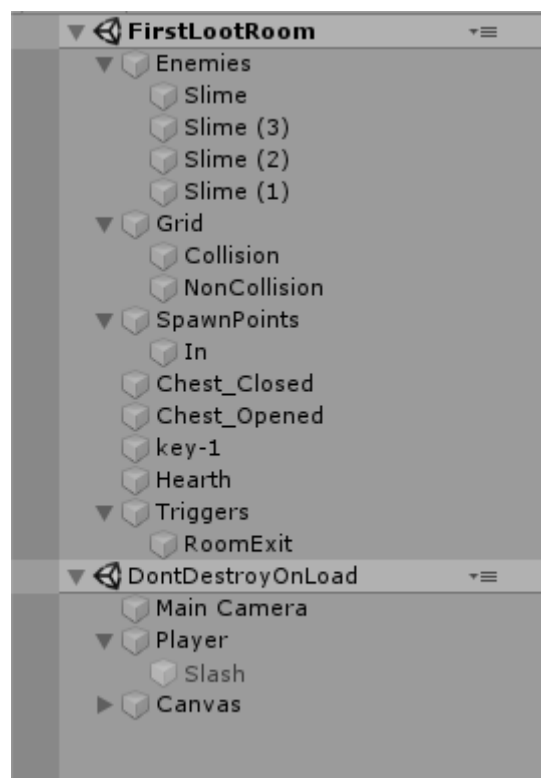 FirstLootRoom
Enemies
Slime
Slime (3)
Slime (2)
Slime (1)
Grid
Collision
NonCollision
SpawnPoints
In
Chest_Closed
Chest_Opened
key-1
Hearth
Triggers
RoomExit
DontDestroyOnLoad
Main Camera
Player
Slash
Canvas